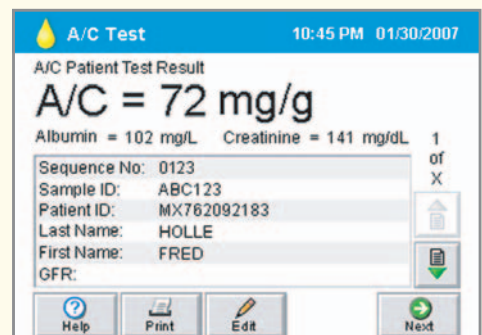 A/C Test 10:45 PM 01/30/2007
A/C Patient Test Result
A/C = 72 mg/g
Albumin = 102 mg/L Creatinine = 141 mg/dL 1
of
X
Sequence No: 0123
Sample ID: ABC123
Patient ID: MX762092183
Last Name: HOLLE
First Name: FRED
GFR:
Help Print Edit Next